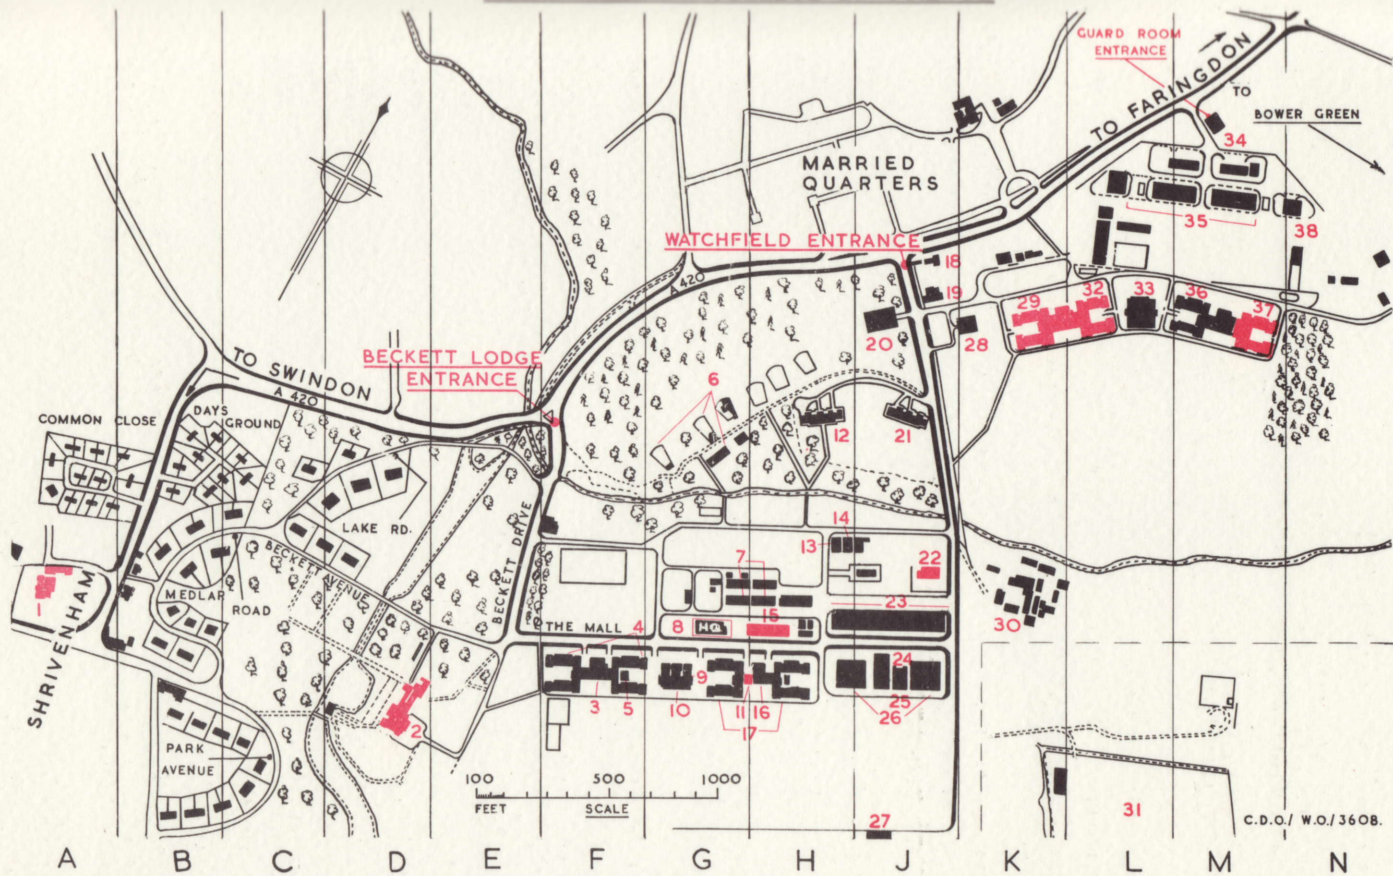 GUARD ROOM
ENTRANCE
TO FARINGDON
TO
BOWER GREEN
34
MARRIED
QUARTERS
35
38
WATCHFIELD ENTRANCE
18
A 420
19
29
32
33
36
37
20
28
BECKETT LODGE
ENTRANCE
TO SWINDON
A 420
6
COMMON CLOSE
DAYS
GROUND
12
21
LAKE RD.
BECKETT DRIVE
14
13
BECKETT AVENUE
7
22
MEDLAR
ROAD
1
15
23
THE MALL
4
8
HQ
30
SHRIVENHAM
24
9
3
5
10
11
16
25
26
17
2
PARK
AVENUE
100
500
1000
FEET
SCALE
31
27
C.D.O./ W.O./3608.
A
B
C
D
E
F
G
H
J
K
L
M
N